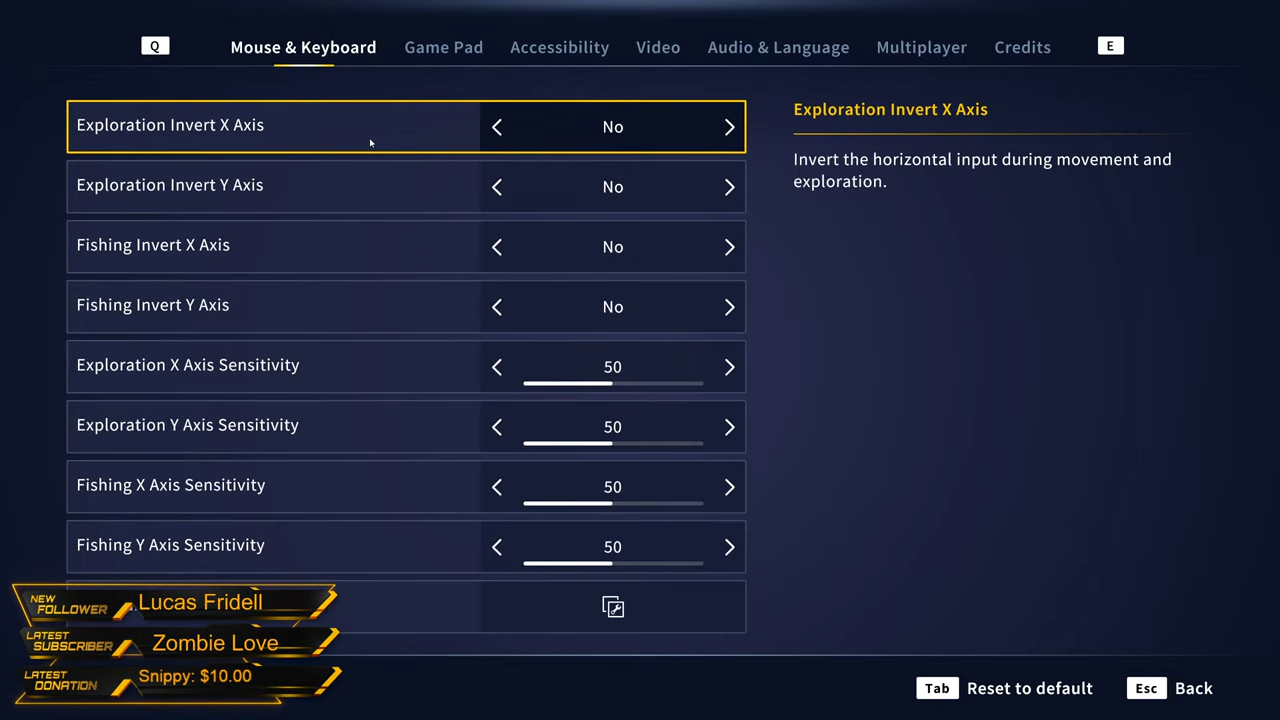 Q
Mouse & Keyboard
Game Pad
Accessibility
Video
Audio & Language
Multiplayer
Credits
E
Exploration Invert X Axis
No
Exploration Invert Y Axis
No
Fishing Invert X Axis
No
Fishing Invert Y Axis
No
Exploration X Axis Sensitivity
50
Exploration Y Axis Sensitivity
50
Fishing X Axis Sensitivity
50
Fishing Y Axis Sensitivity
50
Exploration Invert X Axis
Invert the horizontal input during movement and
exploration.
NEW
FOLLOWER
Lucas Fridell
LATEST
SUBSCRIBER
Zombie Love
LATEST
DONATION
Snippy: $10.00
Tab Reset to default
Esc Back